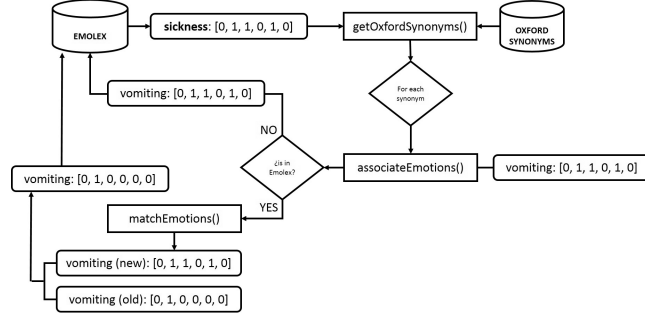 EMOLEX
sickness: [0, 1, 1, 0, 1, 0]
getOxfordSynonyms()
OXFORD
SYNONYMS
For each
synonym
vomiting: [0, 1, 1, 0, 1, 0]
NO
¿is in
Emolex?
associateEmotions()
vomiting: [0, 1, 1, 0, 1, 0]
vomiting: [0, 1, 0, 0, 0, 0]
YES
matchEmotions()
vomiting (new): [0, 1, 1, 0, 1, 0]
vomiting (old): [0, 1, 0, 0, 0, 0]